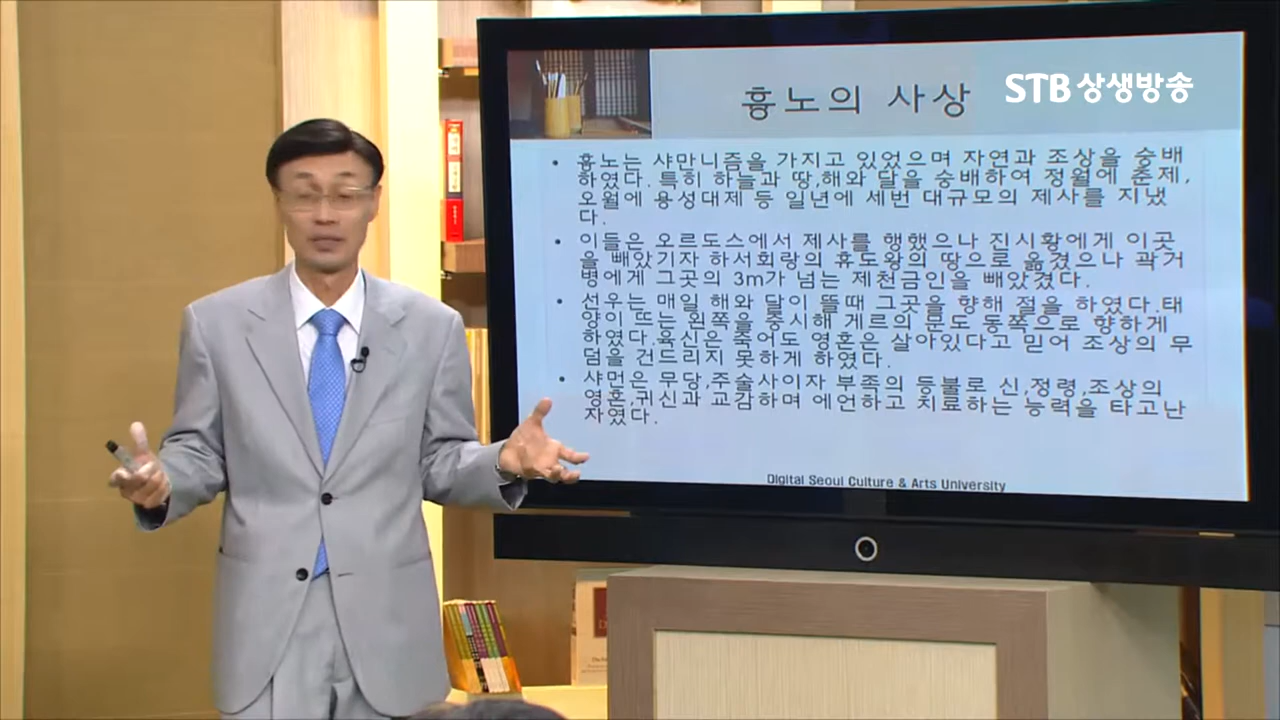 STB 상생방송
흉노의 사상
• 흉노는 샤만니즘을 가지고 있었으며 자연과 조상을 숭배
하였다.특히 하늘과 땅,해와 달을 숭배하여 정월에 춘제,
오월에 용성대제 등 일년에 세번 대규모의 제사를 지냈
다.
• 이들은 오르도스에서 제사를 행했으나 진시황에게 이곳
을 빼았기자 하서회랑의 휴도왕의 땅으로 옮겼으나 곽거
병에게 그곳의 3m가 넘는 제천금인을 빼았겼다.
• 선우는 매일 해와 달이 뜰때 그곳을 향해 절을 하였다.태
양이 뜨는 왼쪽을 중시해 게르의 문도 동쪽으로 향하게
하였다.육신은 죽어도 영혼은 살아있다고 믿어 조상의 무
덤을 건드리지 못하게 하였다.
• 샤먼은 무당,주술사이자 부족의 등불로 신,정령,조상의
영혼,귀신과 교감하며 예언하고 치료하는 능력을 타고난
자였다.
Digital Seoul Culture & Arts University